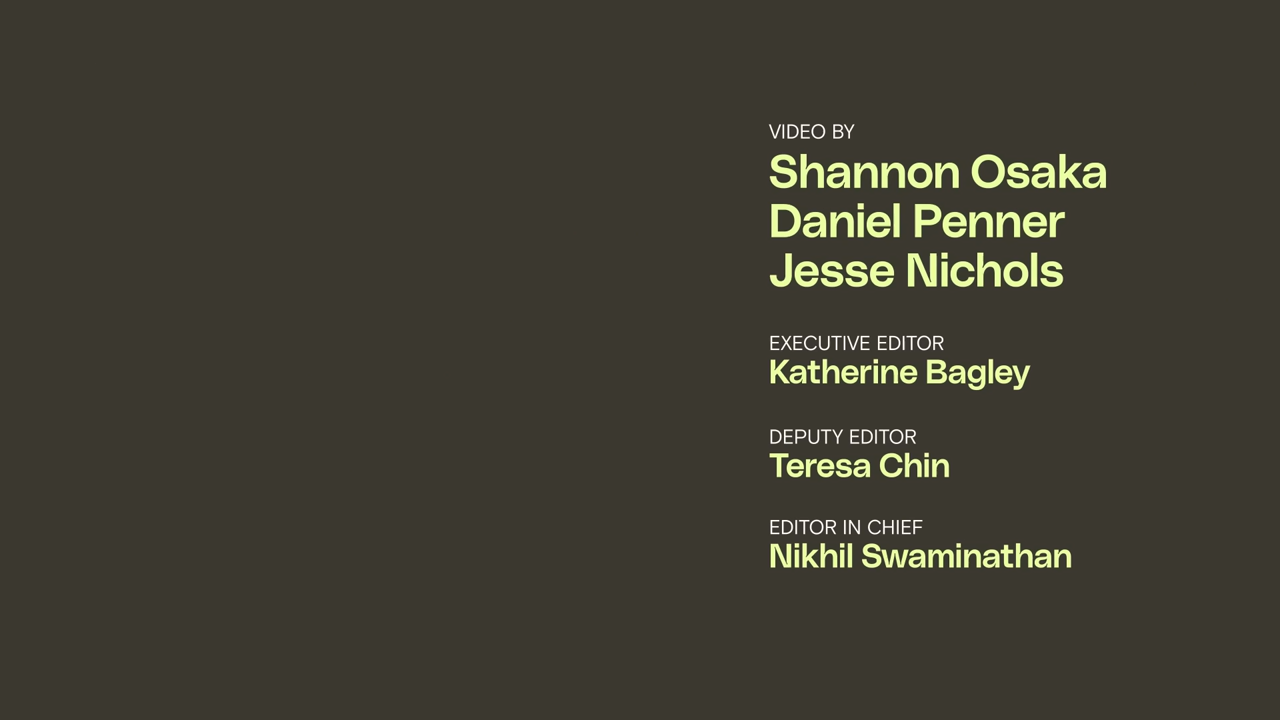 VIDEO BY
Shannon Osaka
Daniel Penner
Jesse Nichols
EXECUTIVE EDITOR
Katherine Bagley
DEPUTY EDITOR
Teresa Chin
EDITOR IN CHIEF
Nikhil Swaminathan